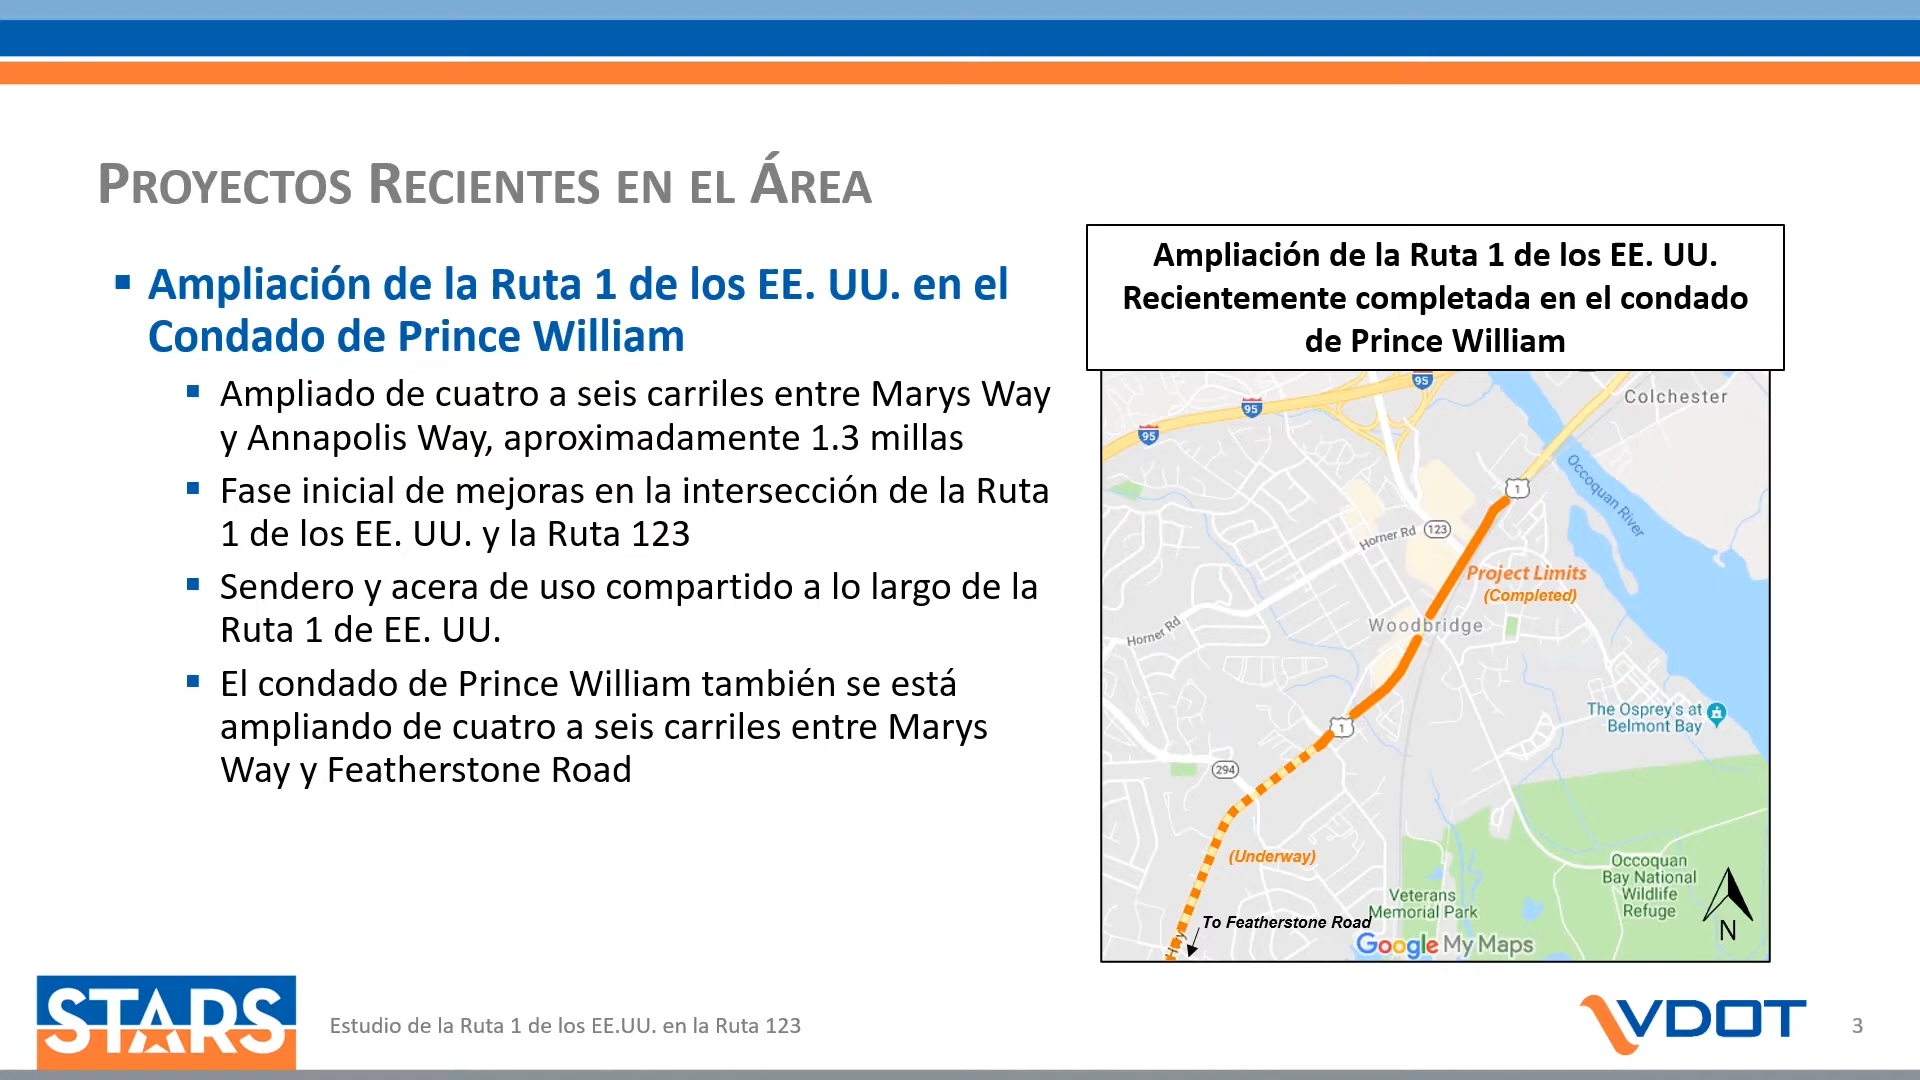 PROYECTOS RECIENTES EN EL ÁREA
Ampliación de la Ruta 1 de los EE. UU. en el
Condado de Prince William
Ampliado de cuatro a seis carriles entre Marys Way
y Annapolis Way, aproximadamente 1.3 millas
Fase inicial de mejoras en la intersección de la Ruta
1 de los EE. UU. y la Ruta 123
Sendero y acera de uso compartido a lo largo de la
Ruta 1 de EE. UU.
El condado de Prince William también se está
ampliando de cuatro a seis carriles entre Marys
Way y Featherstone Road
Ampliación de la Ruta 1 de los EE. UU.
Recientemente completada en el condado
de Prince William
95
95
95
Colchester
Occoquan River
1
Horner Rd
123
Project Limits
(Completed)
Woodbridge
Horner Rd
The Osprey's at
Belmont Bay
1
294
(Underway)
Occoquan
Bay National
Wildlife
Refuge
Veterans
Memorial Park
To Featherstone Road
Google My Maps
N
STARS
Estudio de la Ruta 1 de los EE.UU. en la Ruta 123
VDOT
3